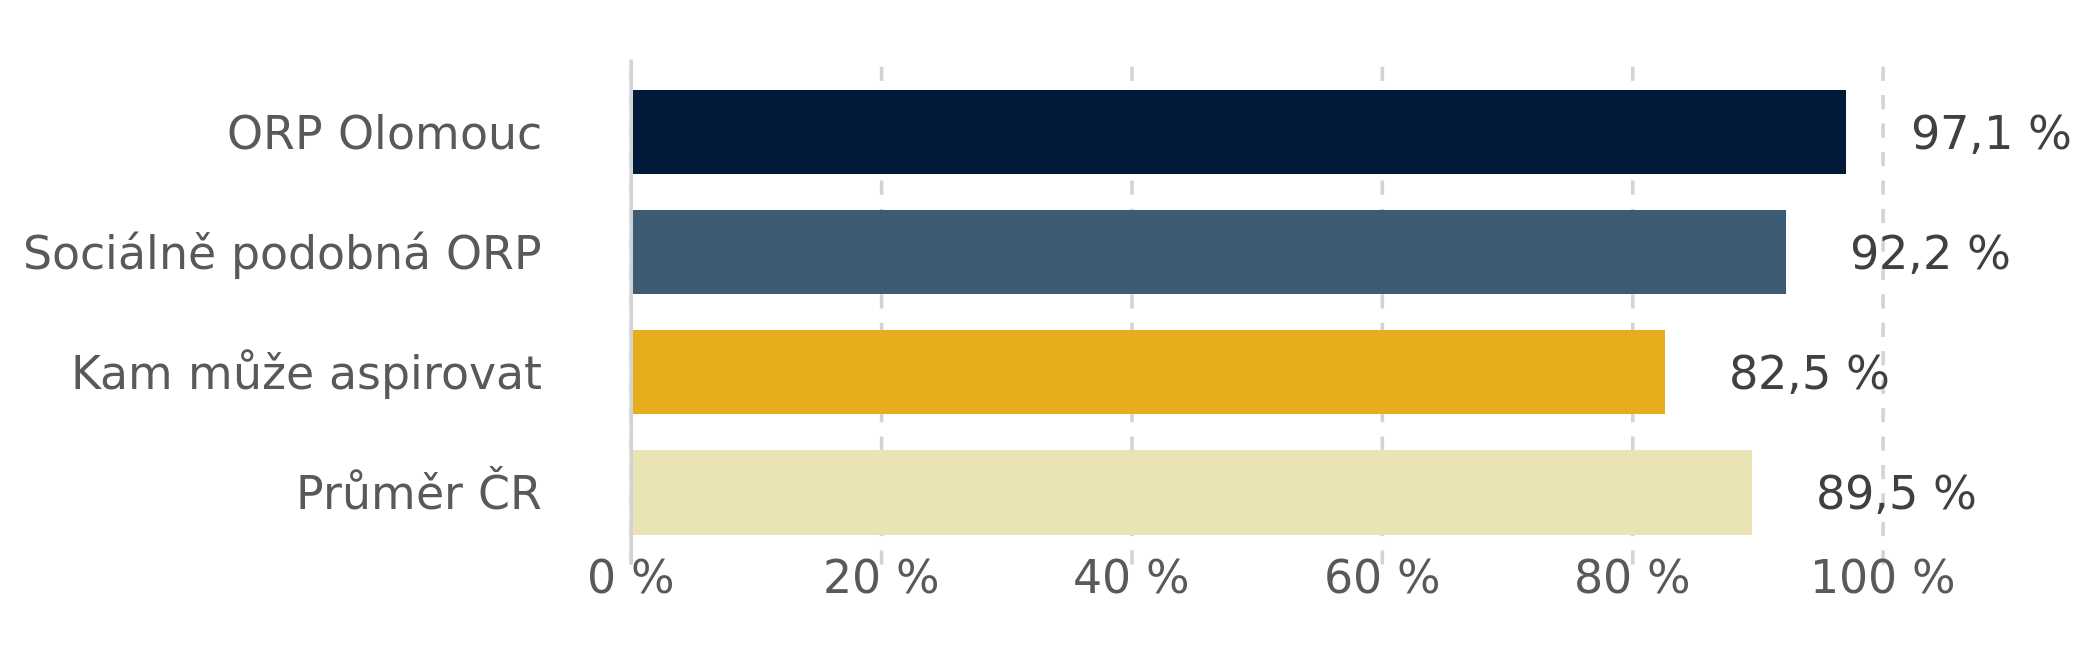 ORP Olomouc 97,1 %
Sociálně podobná ORP 92,2 %
Kam může aspirovat 82,5 %
Průměr ČR 89,5 %
0 % 20 % 40 % 60 % 80 % 100 %